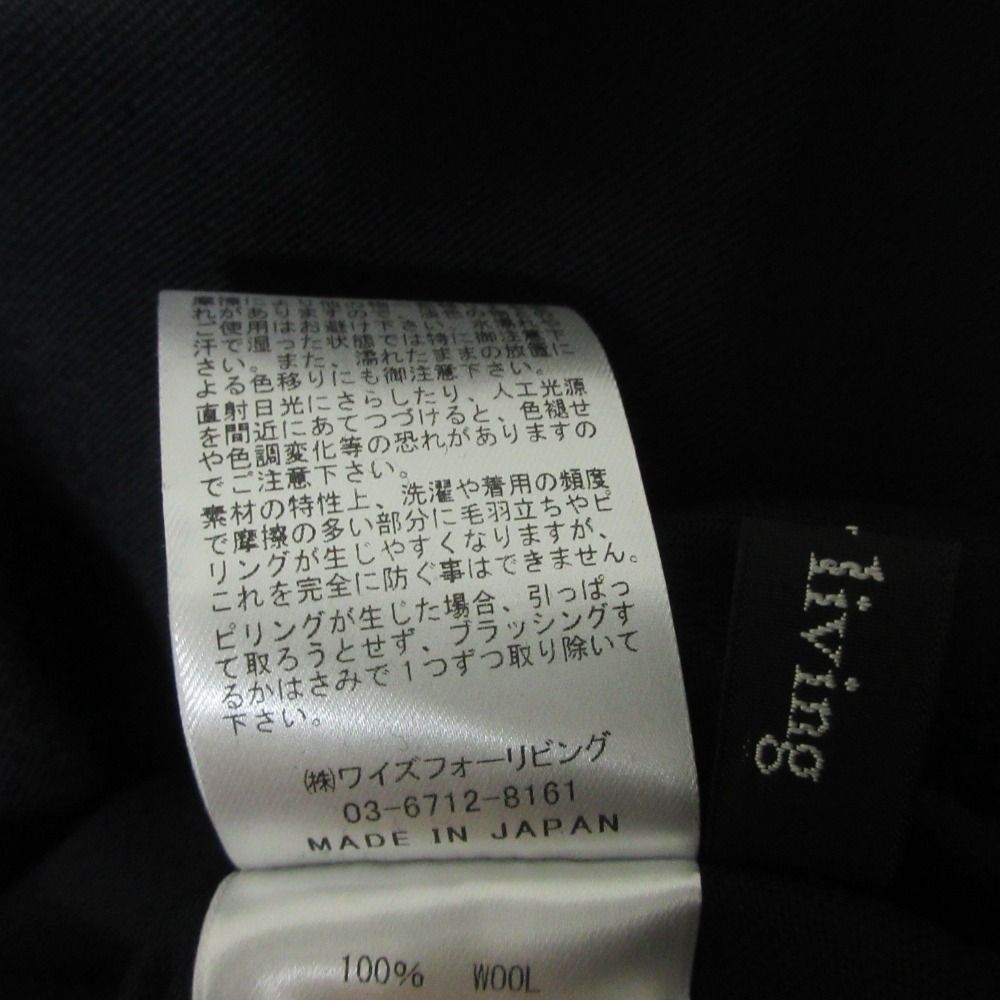 さい。
よる色移りにも御注意下さい。
直射日光にさらしたり、人工光源
を間近にあてつづけると、色褪せ
や色調変化等の恐れがありますの
でご注意下さい。
素材の特性上、洗濯や着用の頻度
で摩擦の多い部分に毛羽立ちやピ
リングが生じやすくなりますが、
これを完全に防ぐ事はできません。
ピリングが生じた場合、引っぱっ
て取ろうとせず、ブラッシングす
るかはさみで1つずつ取り除いて
下さい。
㈱ワイズフォーリビング
03-6712-8161
MADE IN JAPAN
100% WOOL
living